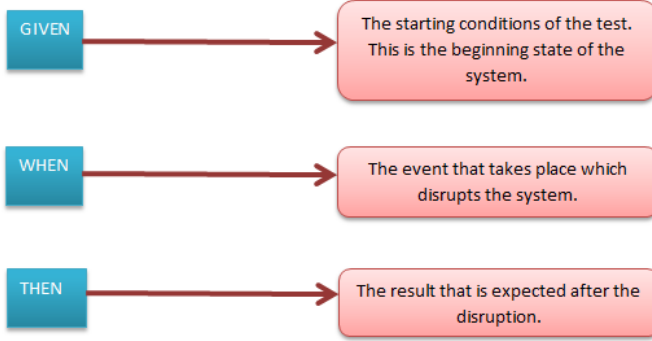 GIVEN
The starting conditions of the test.
This is the beginning state of the
system.
WHEN
The event that takes place which
disrupts the system.
THEN
The result that is expected after the
disruption.